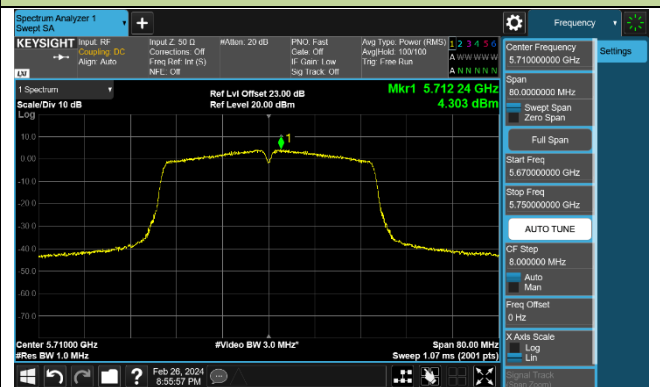 Spectrum Analyzer 1
Swept SA
+
Frequency
KEYSIGHT
Input: RF
Coupling: DC
Align: Auto
Input Z: 50 Ω
Corrections: Off
Freq Ref: Int (S)
NFE: Off
#Atten: 20 dB
PNO: Fast
Gate: Off
IF Gain: Low
Sig Track: Off
Avg Type: Power (RMS)
Avg|Hold: 100/100
Trig: Free Run
1 2 3 4 5 6
A W W W W W
A N N N N N
LXI
1 Spectrum
Scale/Div 10 dB
Log
Ref Lvl Offset 23.00 dB
Ref Level 20.00 dBm
Mkr1 5.712 24 GHz
4.303 dBm
1
10.0
0.00
-10.0
-20.0
-30.0
-40.0
-50.0
-60.0
-70.0
Center 5.71000 GHz
#Res BW 1.0 MHz
#Video BW 3.0 MHz*
Span 80.00 MHz
Sweep 1.07 ms (2001 pts)
Center Frequency
5.710000000 GHz
Span
80.0000000 MHz
Swept Span
Zero Span
Full Span
Start Freq
5.670000000 GHz
Stop Freq
5.750000000 GHz
AUTO TUNE
CF Step
8.000000 MHz
Auto
Man
Freq Offset
0 Hz
X Axis Scale
Log
Lin
Signal Track
(Span Zoom)
Settings
?
Feb 26, 2024
8:55:57 PM